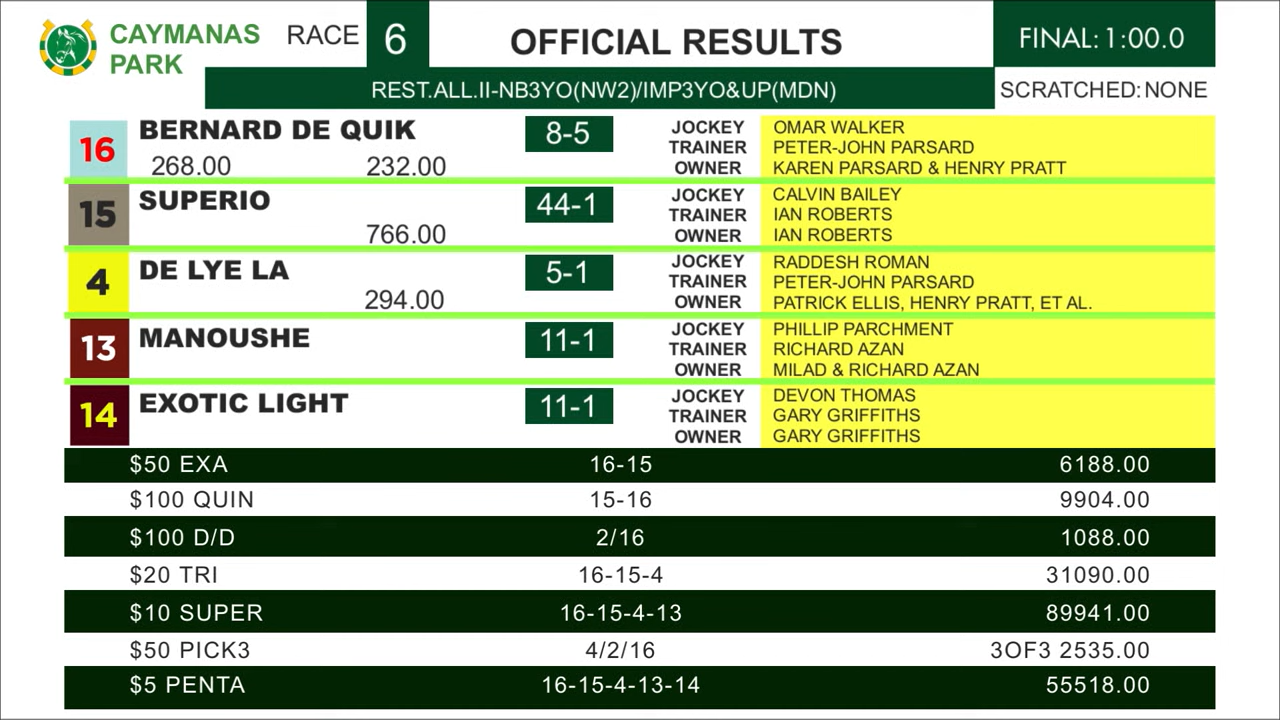 CAYMANAS
PARK
RACE 6
OFFICIAL RESULTS
FINAL: 1:00.0
REST.ALL.II-NB3YO(NW2)/IMP3YO&UP(MDN)
SCRATCHED: NONE
16 BERNARD DE QUIK 8-5 JOCKEY OMAR WALKER
TRAINER PETER-JOHN PARSARD
268.00 232.00 OWNER KAREN PARSARD & HENRY PRATT
15 SUPERIO 44-1 JOCKEY CALVIN BAILEY
TRAINER IAN ROBERTS
766.00 OWNER IAN ROBERTS
4 DE LYE LA 5-1 JOCKEY RADDESH ROMAN
TRAINER PETER-JOHN PARSARD
294.00 OWNER PATRICK ELLIS, HENRY PRATT, ET AL.
13 MANOUSHE 11-1 JOCKEY PHILLIP PARCHMENT
TRAINER RICHARD AZAN
OWNER MILAD & RICHARD AZAN
14 EXOTIC LIGHT 11-1 JOCKEY DEVON THOMAS
TRAINER GARY GRIFFITHS
OWNER GARY GRIFFITHS
$50 EXA 16-15 6188.00
$100 QUIN 15-16 9904.00
$100 D/D 2/16 1088.00
$20 TRI 16-15-4 31090.00
$10 SUPER 16-15-4-13 89941.00
$50 PICK3 4/2/16 3OF3 2535.00
$5 PENTA 16-15-4-13-14 55518.00